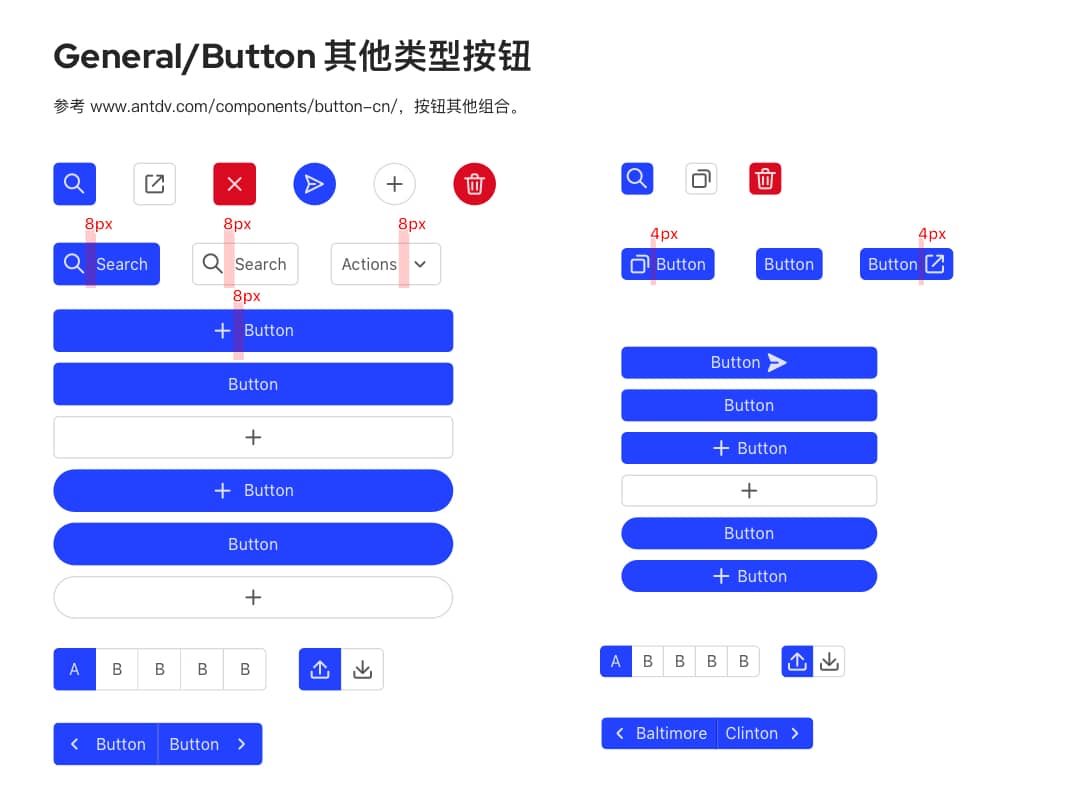 General/Button 其他类型按钮
参考 www.antdv.com/components/button-cn/，按钮其他组合。
8px 8px 8px
Search Search Actions
8px
Button
Button
Button
Button
A B B B B
Button Button
4px 4px
Button Button Button
Button
Button
Button
Button
Button
A B B B B
Baltimore Clinton